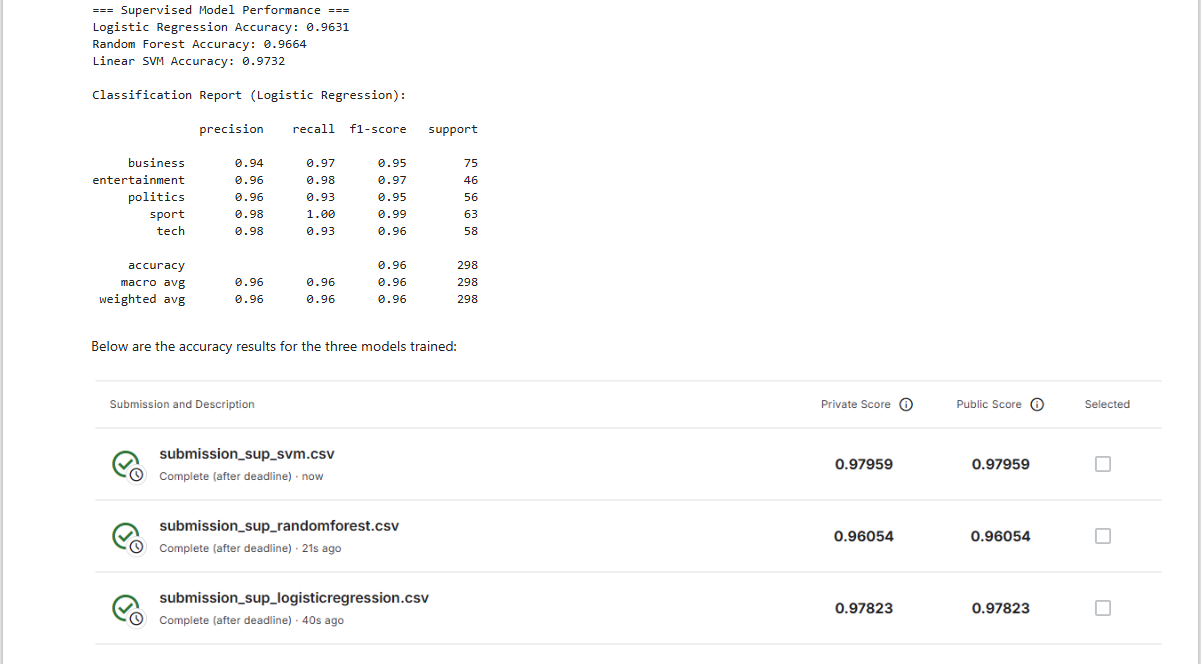 === Supervised Model Performance ===
Logistic Regression Accuracy: 0.9631
Random Forest Accuracy: 0.9664
Linear SVM Accuracy: 0.9732
Classification Report (Logistic Regression):
precision recall f1-score support
business 0.94 0.97 0.95 75
entertainment 0.96 0.98 0.97 46
politics 0.96 0.93 0.95 56
sport 0.98 1.00 0.99 63
tech 0.98 0.93 0.96 58
accuracy 0.96 298
macro avg 0.96 0.96 0.96 298
weighted avg 0.96 0.96 0.96 298
Below are the accuracy results for the three models trained:
Submission and Description Private Score Public Score Selected
submission_sup_svm.csv 0.97959 0.97959
Complete (after deadline) · now
submission_sup_randomforest.csv 0.96054 0.96054
Complete (after deadline) · 21s ago
submission_sup_logisticregression.csv 0.97823 0.97823
Complete (after deadline) · 40s ago